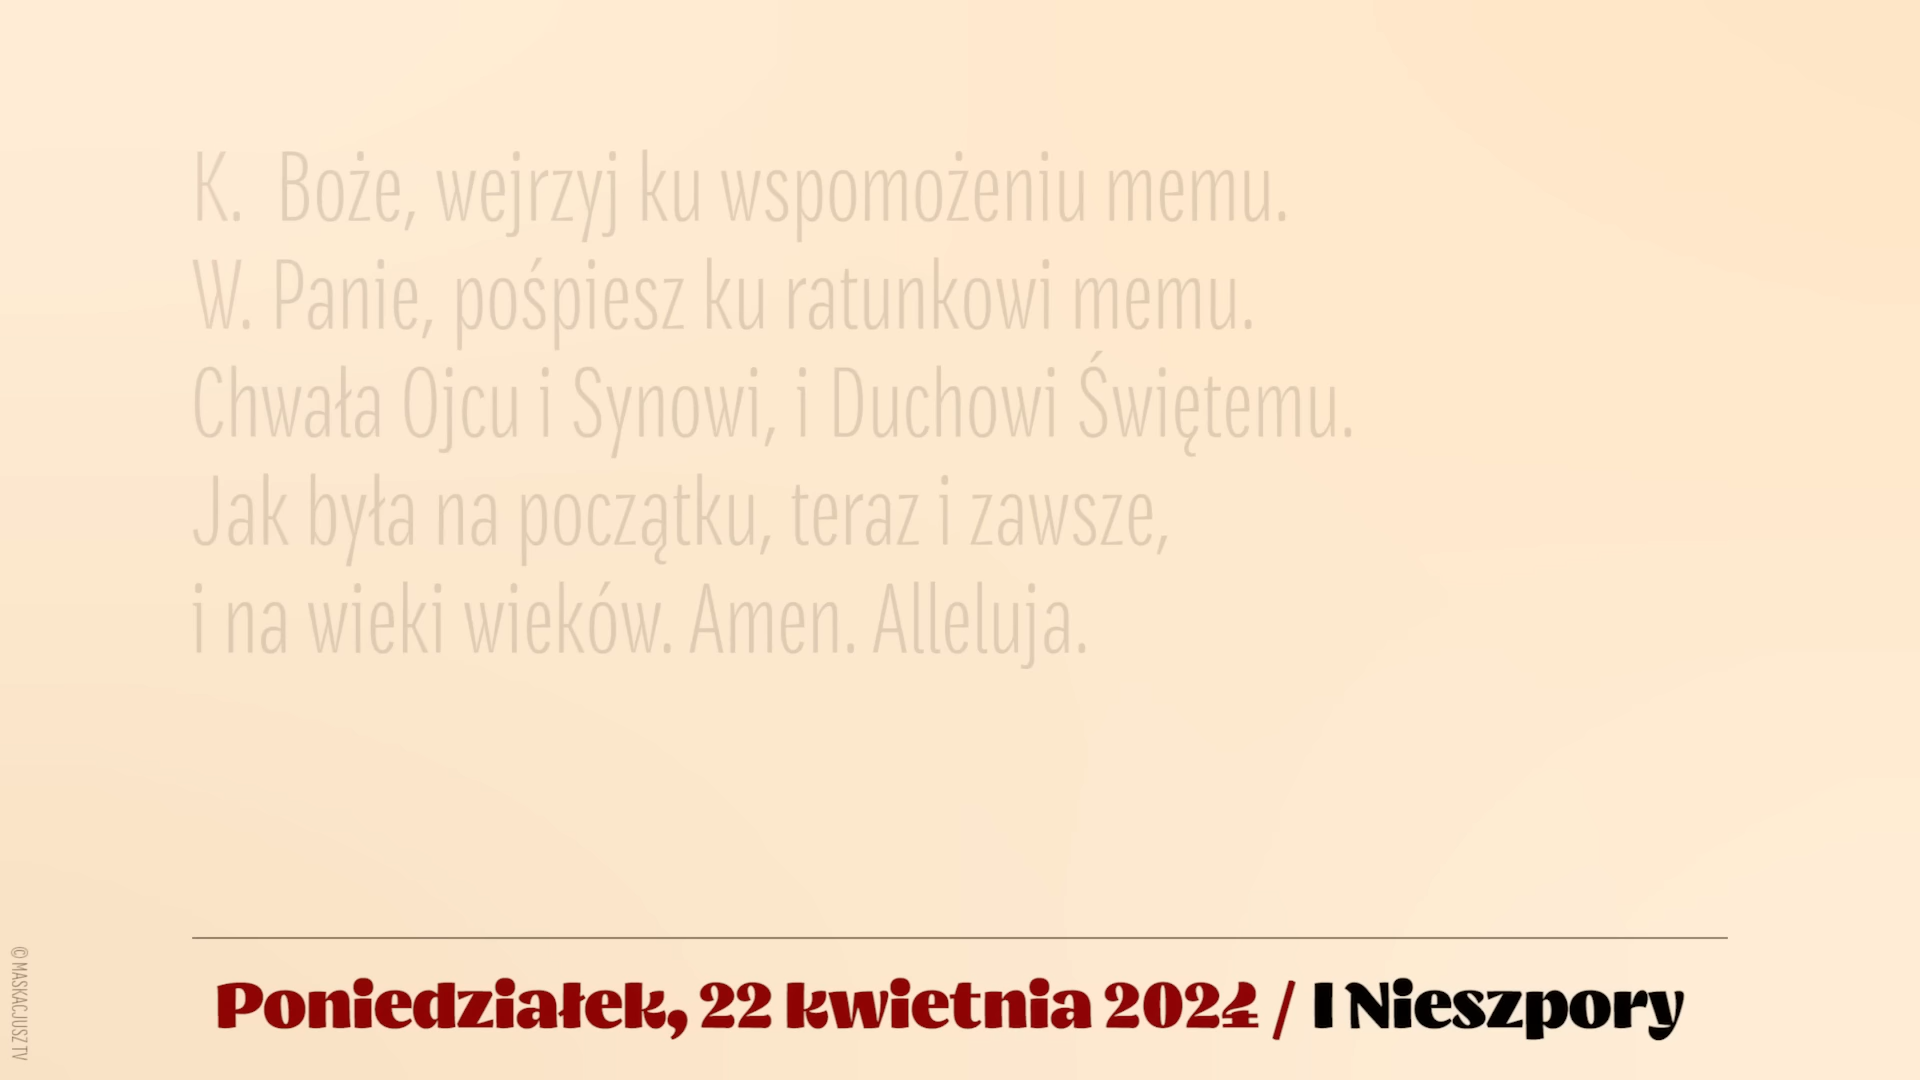 K. Boże, wejrzyj ku wspomożeniu memu.
W. Panie, pośpiesz ku ratunkowi memu.
Chwała Ojcu i Synowi, i Duchowi Świętemu.
Jak była na początku, teraz i zawsze,
i na wieki wieków. Amen. Alleluja.
Poniedziałek, 22 kwietnia 2024 / I Nieszpory
© MASKACJUSZ TV